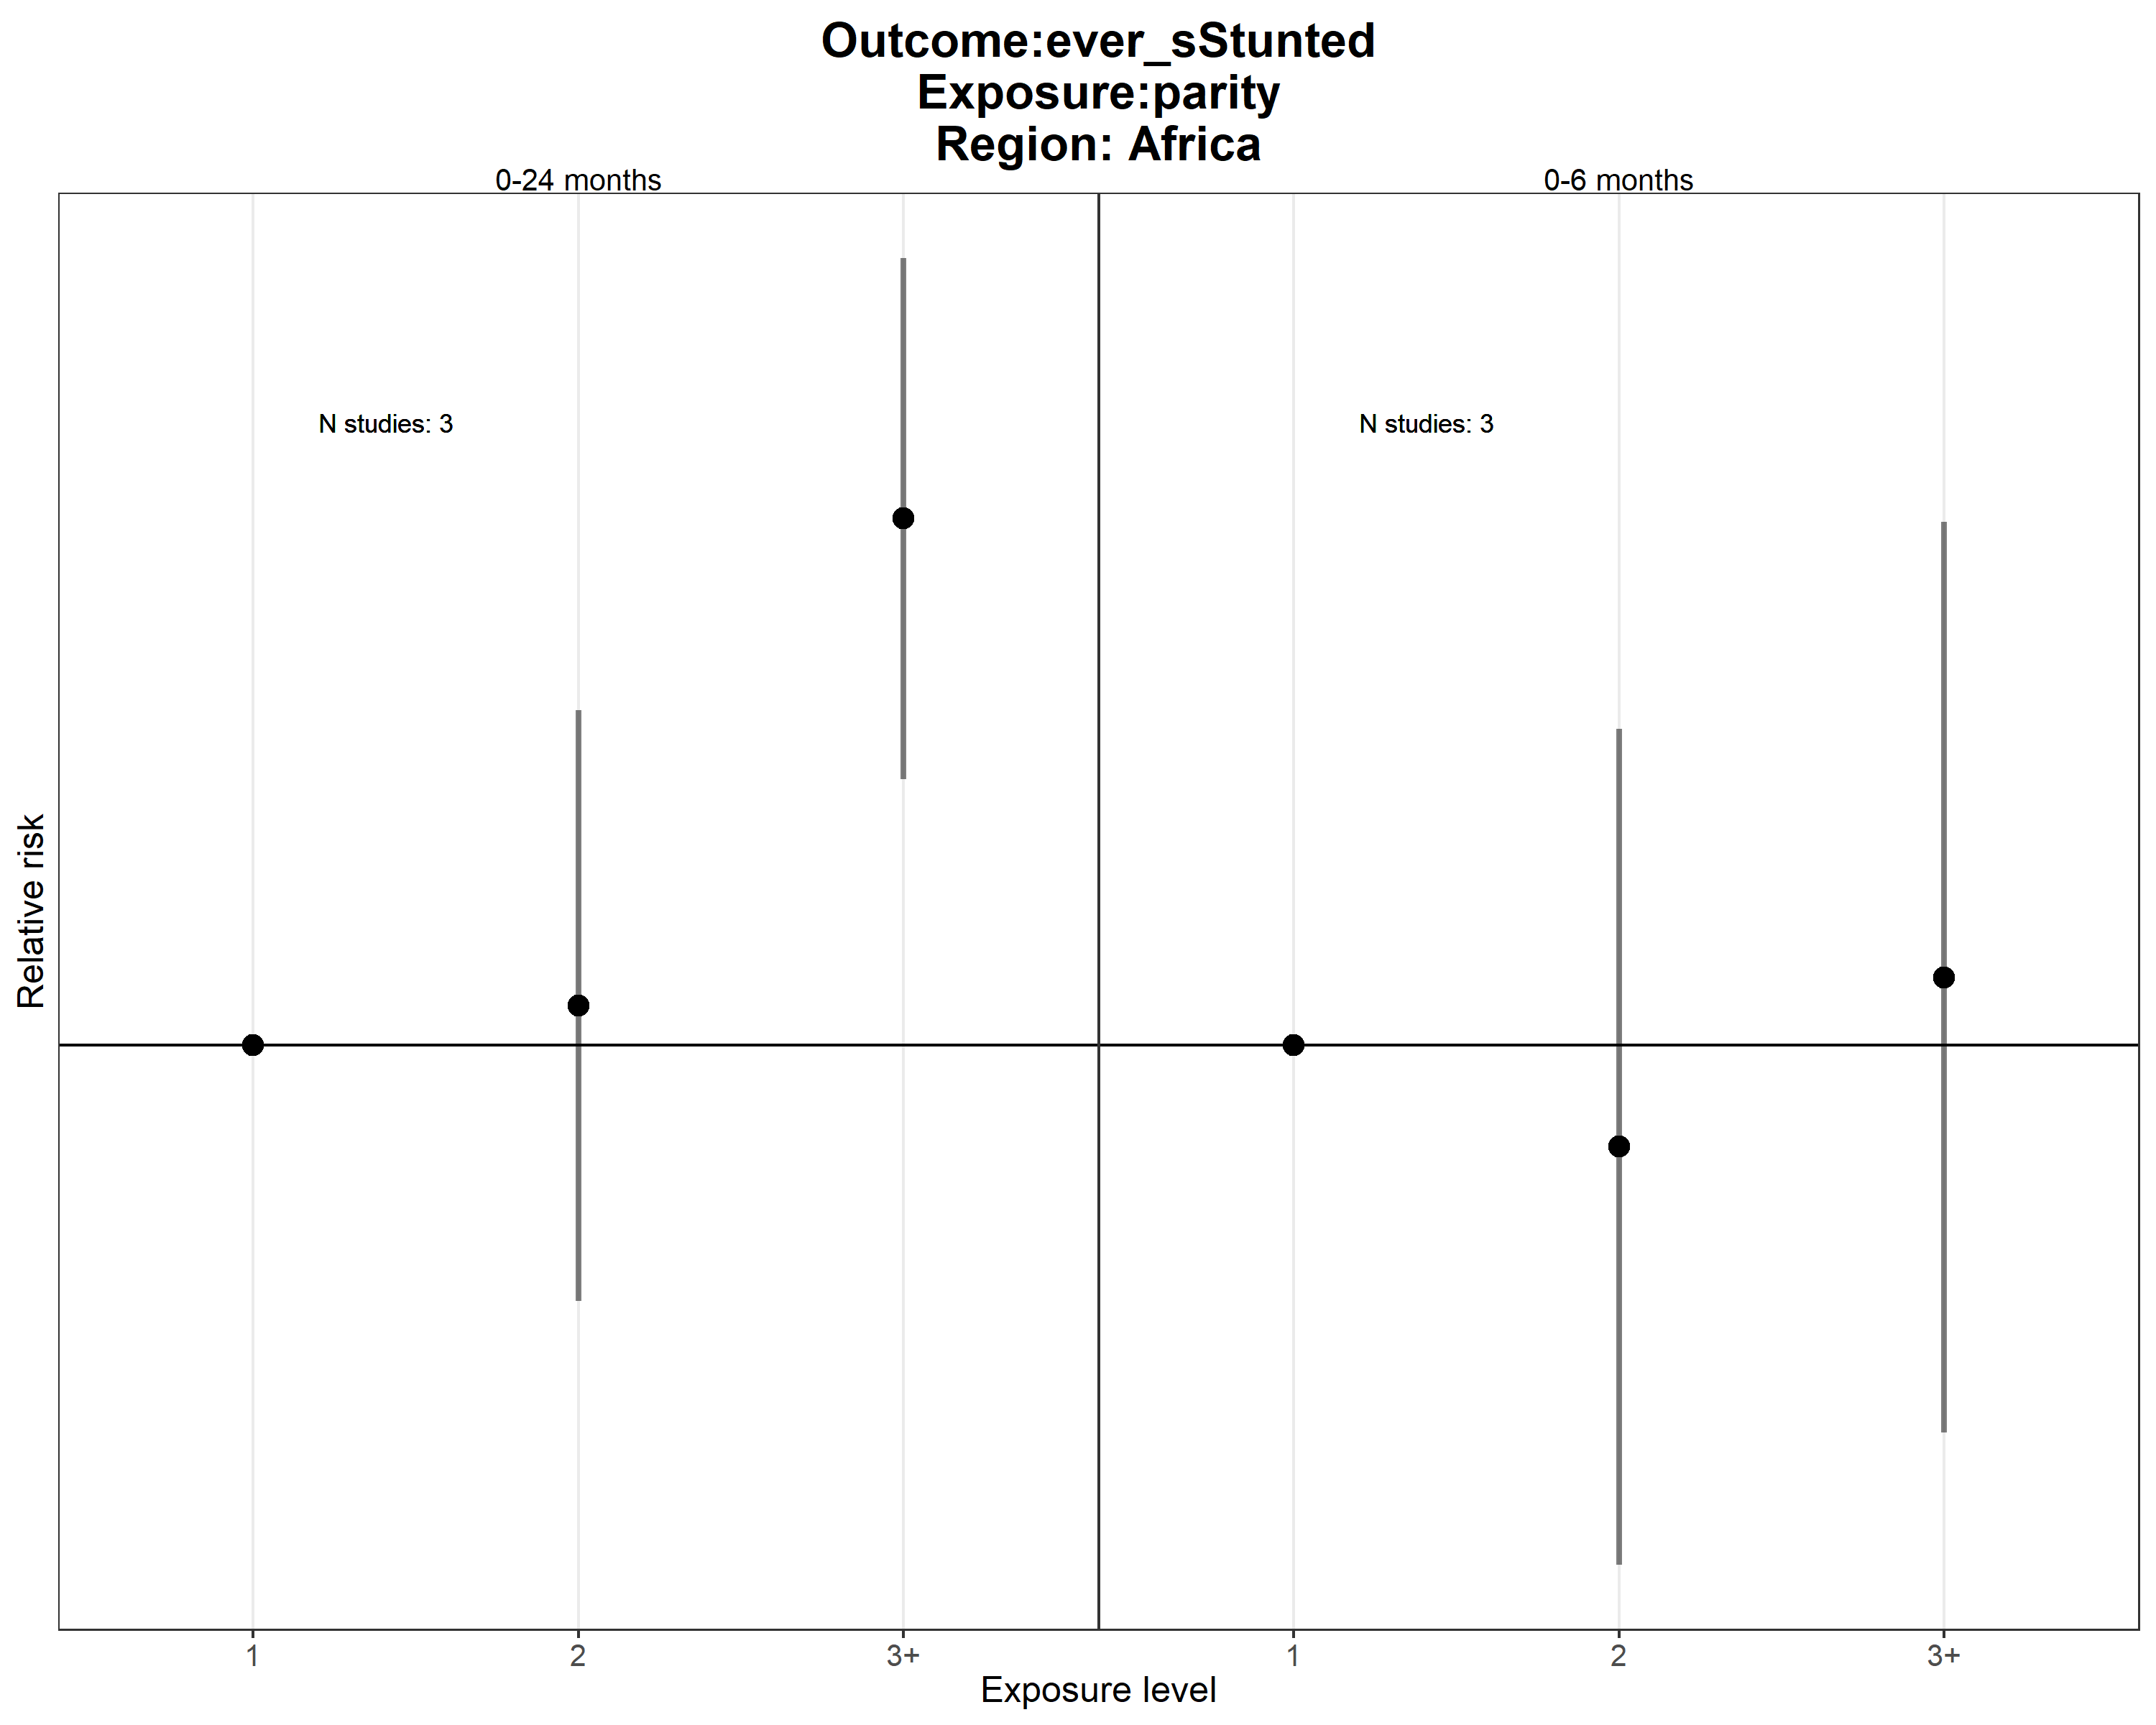 Outcome:ever_sStunted
Exposure:parity
Region: Africa
0-24 months
0-6 months
N studies: 3
N studies: 3
Relative risk
1
2
3+
1
2
3+
Exposure level